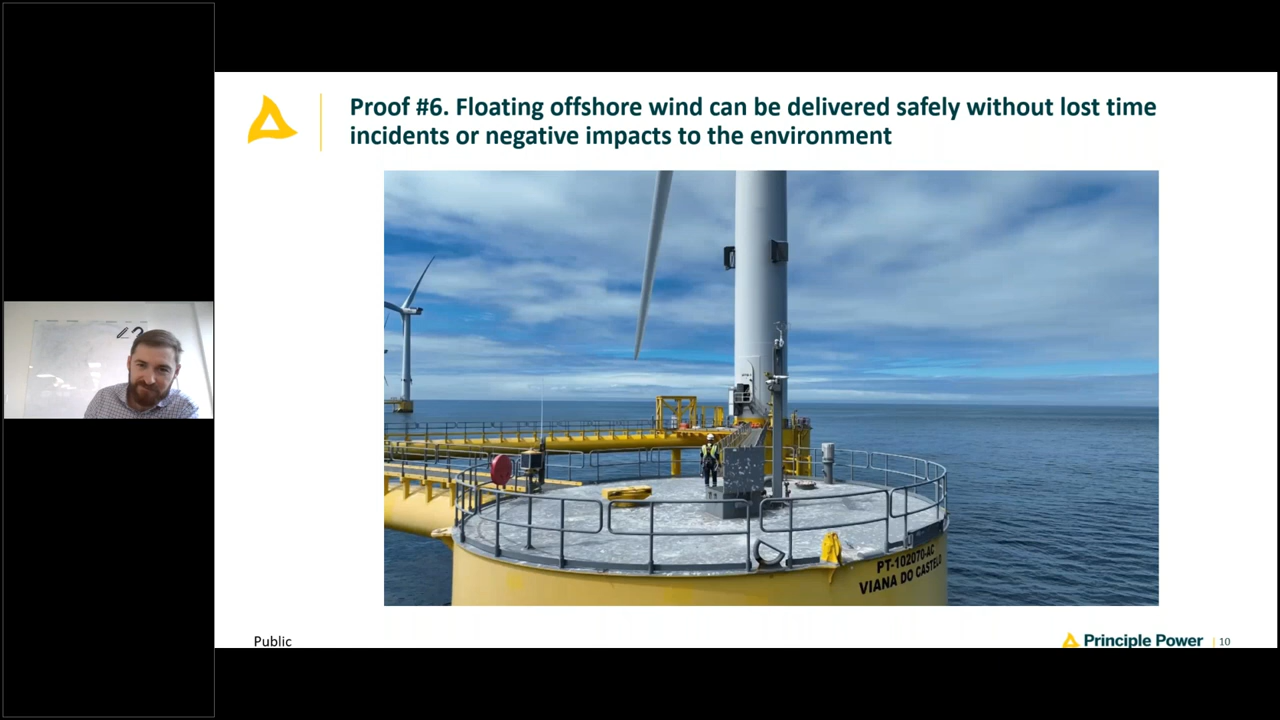 Proof #6. Floating offshore wind can be delivered safely without lost time
incidents or negative impacts to the environment
PT-102070-AC
VIANA DO CASTELO
Public
Principle Power | 10